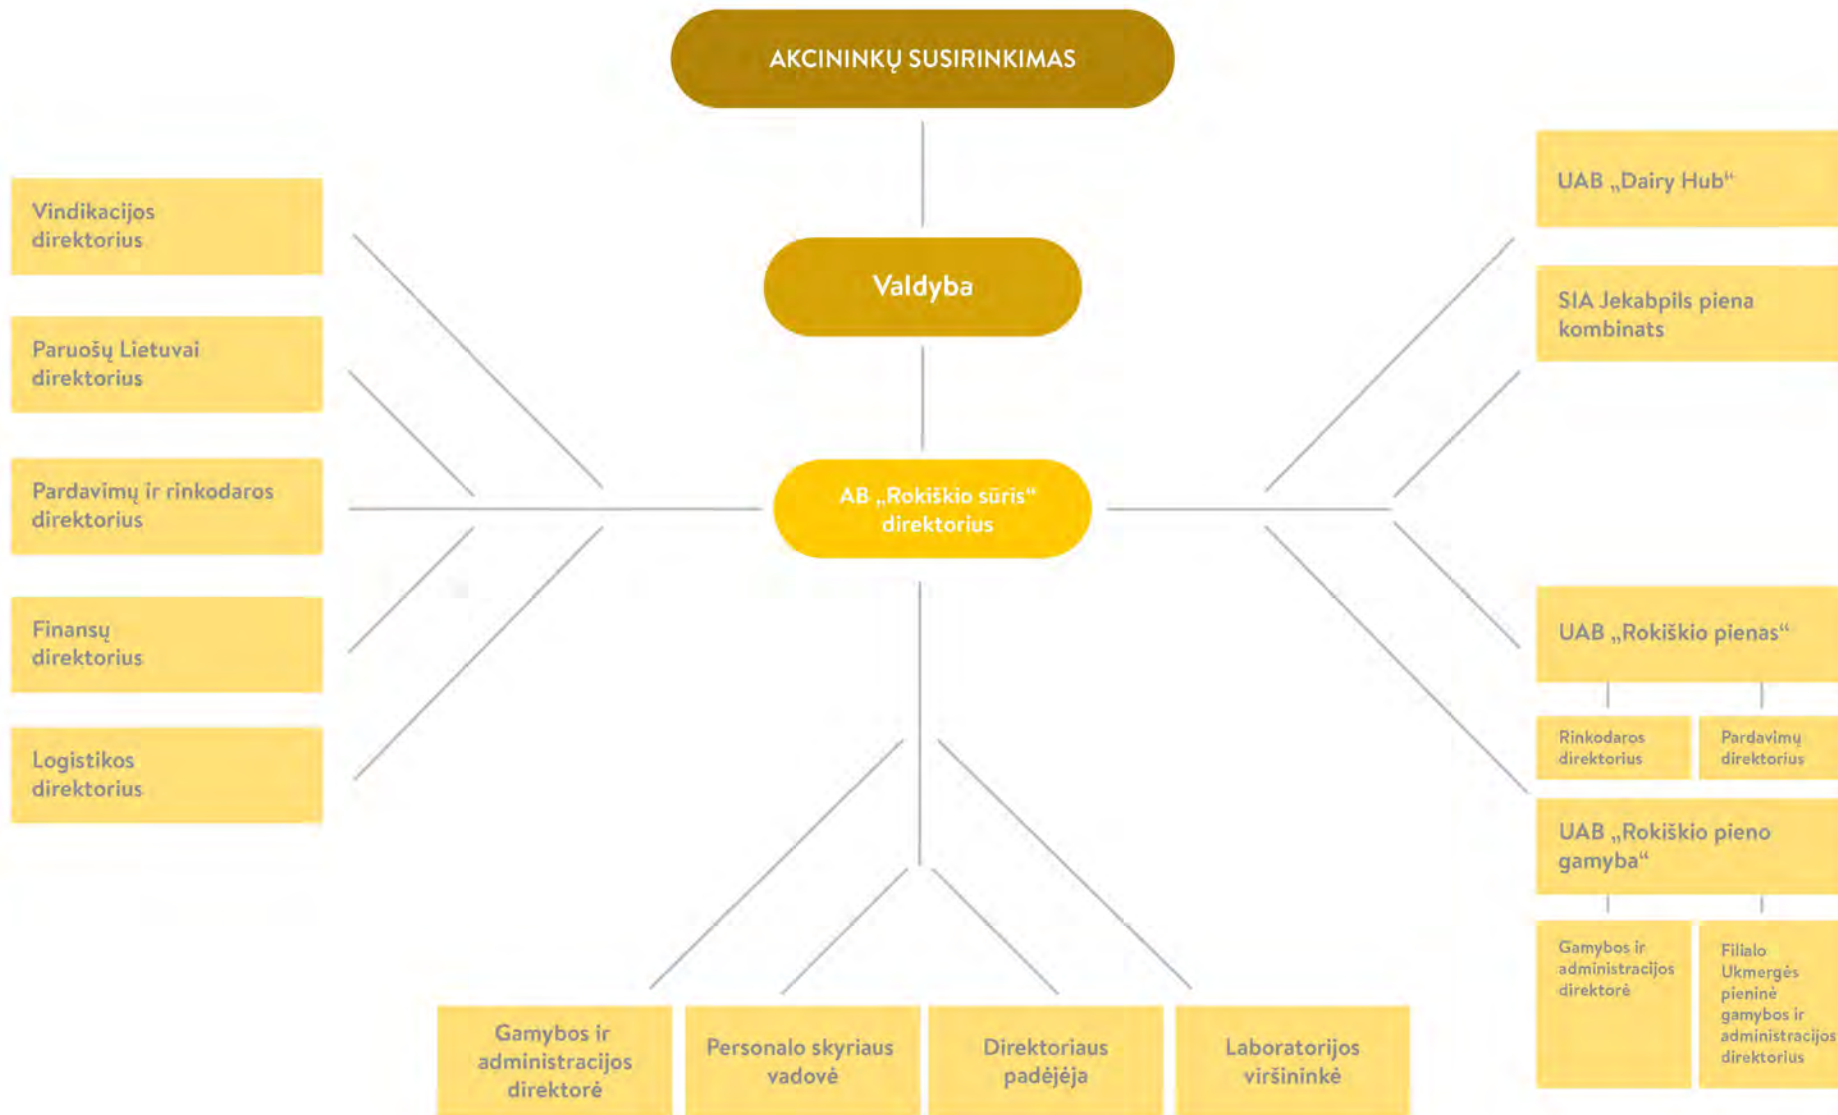 AKCININKŲ SUSIRINKIMAS
Valdyba
AB „Rokiškio sūris“
direktorius
Vindikacijos
direktorius
Paruošų Lietuvai
direktorius
Pardavimų ir rinkodaros
direktorius
Finansų
direktorius
Logistikos
direktorius
Gamybos ir
administracijos
direktorė
Personalo skyriaus
vadovė
Direktoriaus
padėjėja
Laboratorijos
viršininkė
UAB „Dairy Hub“
SIA Jekabpils piena
kombinats
UAB „Rokiškio pienas“
Rinkodaros
direktorius
Pardavimų
direktorius
UAB „Rokiškio pieno
gamyba“
Gamybos ir
administracijos
direktorė
Filialo
Ukmergės
pieninė
gamybos ir
administracijos
direktorius